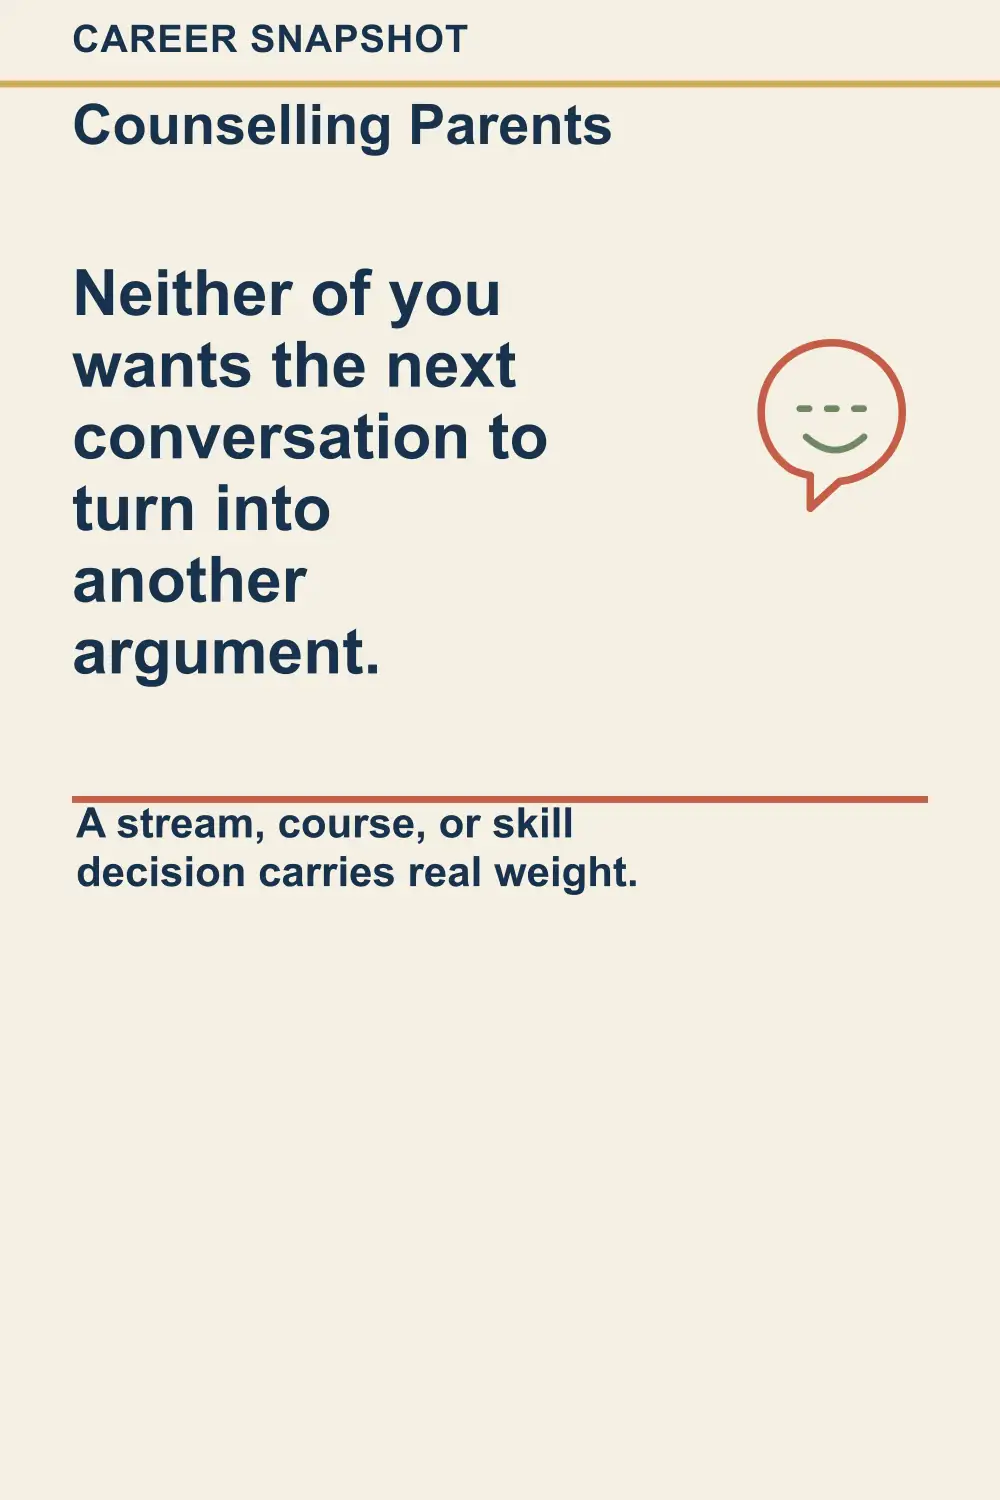 CAREER SNAPSHOT
Counselling Parents
Neither of you
wants the next
conversation to
turn into
another
argument.
A stream, course, or skill
decision carries real weight.